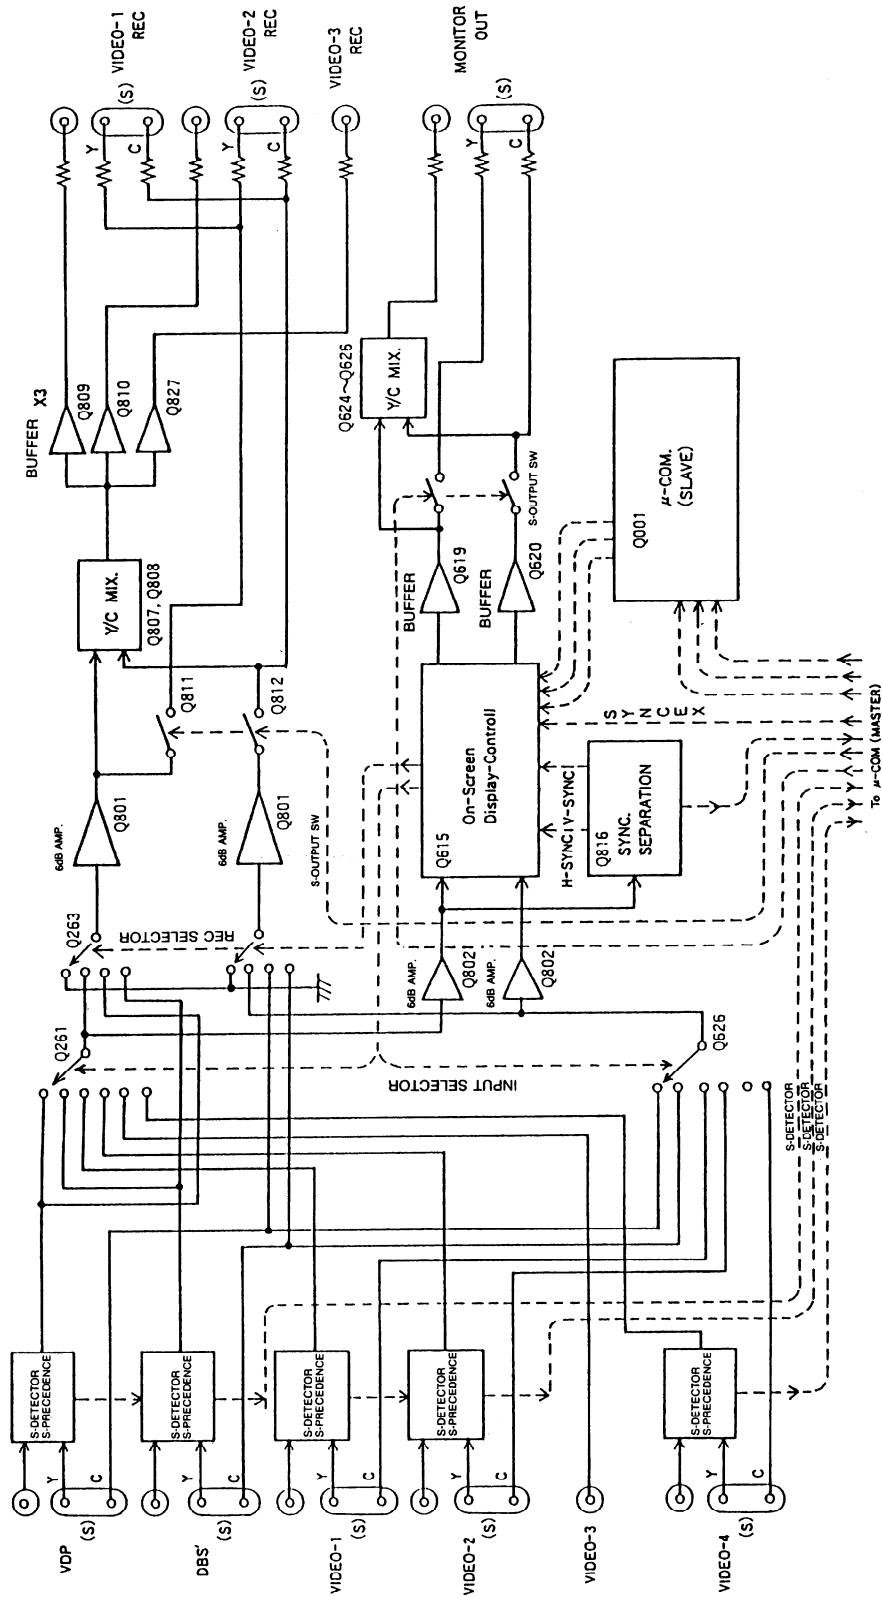 VDP
(S)
Y
C
S-DETECTOR
S-PRECEDENCE
DBS'
(S)
Y
C
S-DETECTOR
S-PRECEDENCE
VIDEO-1
(S)
Y
C
S-DETECTOR
S-PRECEDENCE
VIDEO-2
(S)
Y
C
S-DETECTOR
S-PRECEDENCE
VIDEO-3
VIDEO-4
(S)
Y
C
S-DETECTOR
S-PRECEDENCE
S-DETECTOR
S-DETECTOR
S-DETECTOR
INPUT SELECTOR
Q261
Q626
REC SELECTOR
Q263
6dB AMP.
Q801
6dB AMP.
Q801
S-OUTPUT SW
6dB AMP.
Q802
6dB AMP.
Q802
Q811
Q812
Y/C MIX.
Q807, Q808
BUFFER X3
Q809
Q810
Q827
Q615
On-Screen
Display-Controll
H-SYNC
V-SYNC
Q816
SYNC.
SEPARATION
SYNCEX
BUFFER
Q619
BUFFER
Q620
S-OUTPUT SW
Q624~Q625
Y/C MIX.
Q001
μ-COM.
(SLAVE)
To μ-COM (MASTER)
Y
C
(S)
VIDEO-1
REC
Y
C
(S)
VIDEO-2
REC
VIDEO-3
REC
MONITOR
OUT
Y
C
(S)